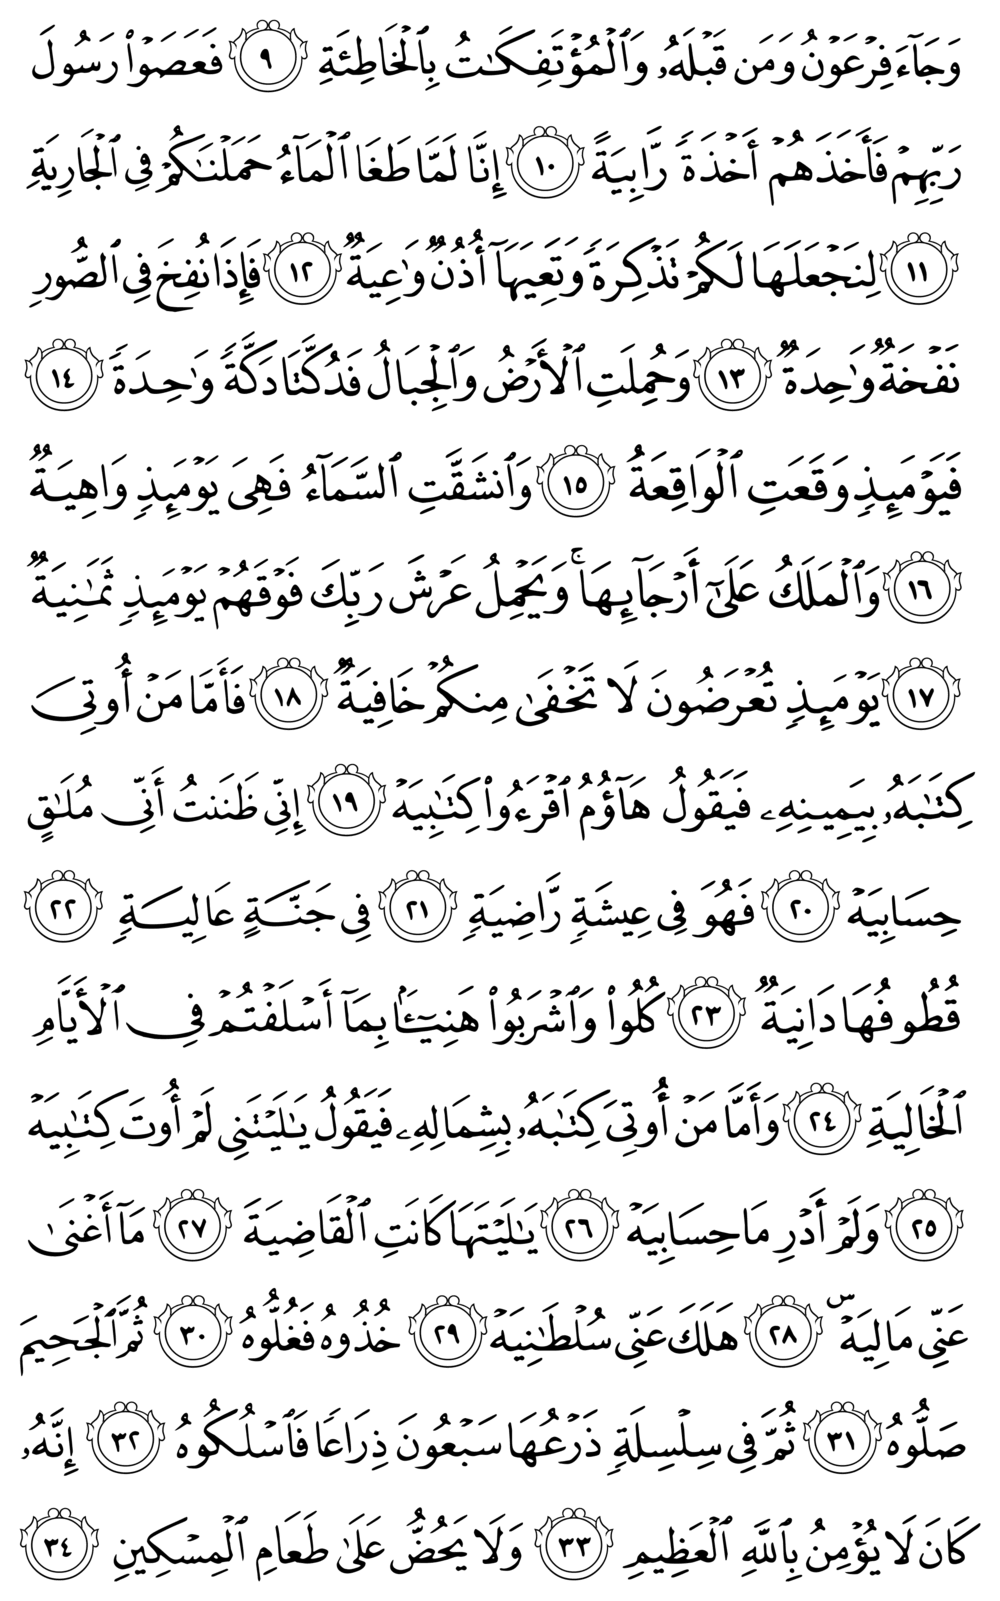 وَجَآءَ فِرْعَوْنُ وَمَن قَبْلَهُۥ وَٱلْمُؤْتَفِكَٰتُ بِٱلْخَاطِئَةِ ٩ فَعَصَوْا۟ رَسُولَ
رَبِّهِمْ فَأَخَذَهُمْ أَخْذَةً رَّابِيَةً ١٠ إِنَّا لَمَّا طَغَا ٱلْمَآءُ حَمَلْنَٰكُمْ فِى ٱلْجَارِيَةِ
١١ لِنَجْعَلَهَا لَكُمْ تَذْكِرَةً وَتَعِيَهَآ أُذُنٌ وَٰعِيَةٌ ١٢ فَإِذَا نُفِخَ فِى ٱلصُّورِ
نَفْخَةٌ وَٰحِدَةٌ ١٣ وَحُمِلَتِ ٱلْأَرْضُ وَٱلْجِبَالُ فَدُكَّتَا دَكَّةً وَٰحِدَةً ١٤
فَيَوْمَئِذٍ وَقَعَتِ ٱلْوَاقِعَةُ ١٥ وَٱنشَقَّتِ ٱلسَّمَآءُ فَهِىَ يَوْمَئِذٍ وَاهِيَةٌ
١٦ وَٱلْمَلَكُ عَلَىٰٓ أَرْجَآئِهَا ۚ وَيَحْمِلُ عَرْشَ رَبِّكَ فَوْقَهُمْ يَوْمَئِذٍ ثَمَٰنِيَةٌ
١٧ يَوْمَئِذٍ تُعْرَضُونَ لَا تَخْفَىٰ مِنكُمْ خَافِيَةٌ ١٨ فَأَمَّا مَنْ أُوتِىَ
كِتَٰبَهُۥ بِيَمِينِهِۦ فَيَقُولُ هَآؤُمُ ٱقْرَءُوا۟ كِتَٰبِيَهْ ١٩ إِنِّى ظَنَنتُ أَنِّى مُلَٰقٍ
حِسَابِيَهْ ٢٠ فَهُوَ فِى عِيشَةٍ رَّاضِيَةٍ ٢١ فِى جَنَّةٍ عَالِيَةٍ ٢٢
قُطُوفُهَا دَانِيَةٌ ٢٣ كُلُوا۟ وَٱشْرَبُوا۟ هَنِيٓـًٔۢا بِمَآ أَسْلَفْتُمْ فِى ٱلْأَيَّامِ
ٱلْخَالِيَةِ ٢٤ وَأَمَّا مَنْ أُوتِىَ كِتَٰبَهُۥ بِشِمَالِهِۦ فَيَقُولُ يَٰلَيْتَنِى لَمْ أُوتَ كِتَٰبِيَهْ
٢٥ وَلَمْ أَدْرِ مَا حِسَابِيَهْ ٢٦ يَٰلَيْتَهَا كَانَتِ ٱلْقَاضِيَةَ ٢٧ مَآ أَغْنَىٰ
عَنِّى مَالِيَهْ ۜ ٢٨ هَلَكَ عَنِّى سُلْطَٰنِيَهْ ٢٩ خُذُوهُ فَغُلُّوهُ ٣٠ ثُمَّ ٱلْجَحِيمَ
صَلُّوهُ ٣١ ثُمَّ فِى سِلْسِلَةٍ ذَرْعُهَا سَبْعُونَ ذِرَاعًا فَٱسْلُكُوهُ ٣٢ إِنَّهُۥ
كَانَ لَا يُؤْمِنُ بِٱللَّهِ ٱلْعَظِيمِ ٣٣ وَلَا يَحُضُّ عَلَىٰ طَعَامِ ٱلْمِسْكِينِ ٣٤